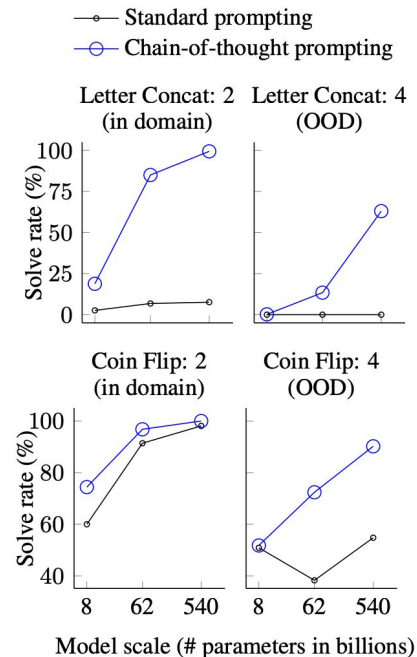 Standard prompting
Chain-of-thought prompting
Letter Concat: 2
(in domain)
Letter Concat: 4
(OOD)
100
75
50
25
0
Solve rate (%)
Coin Flip: 2
(in domain)
Coin Flip: 4
(OOD)
100
80
60
40
Solve rate (%)
8 62 540
8 62 540
Model scale (# parameters in billions)